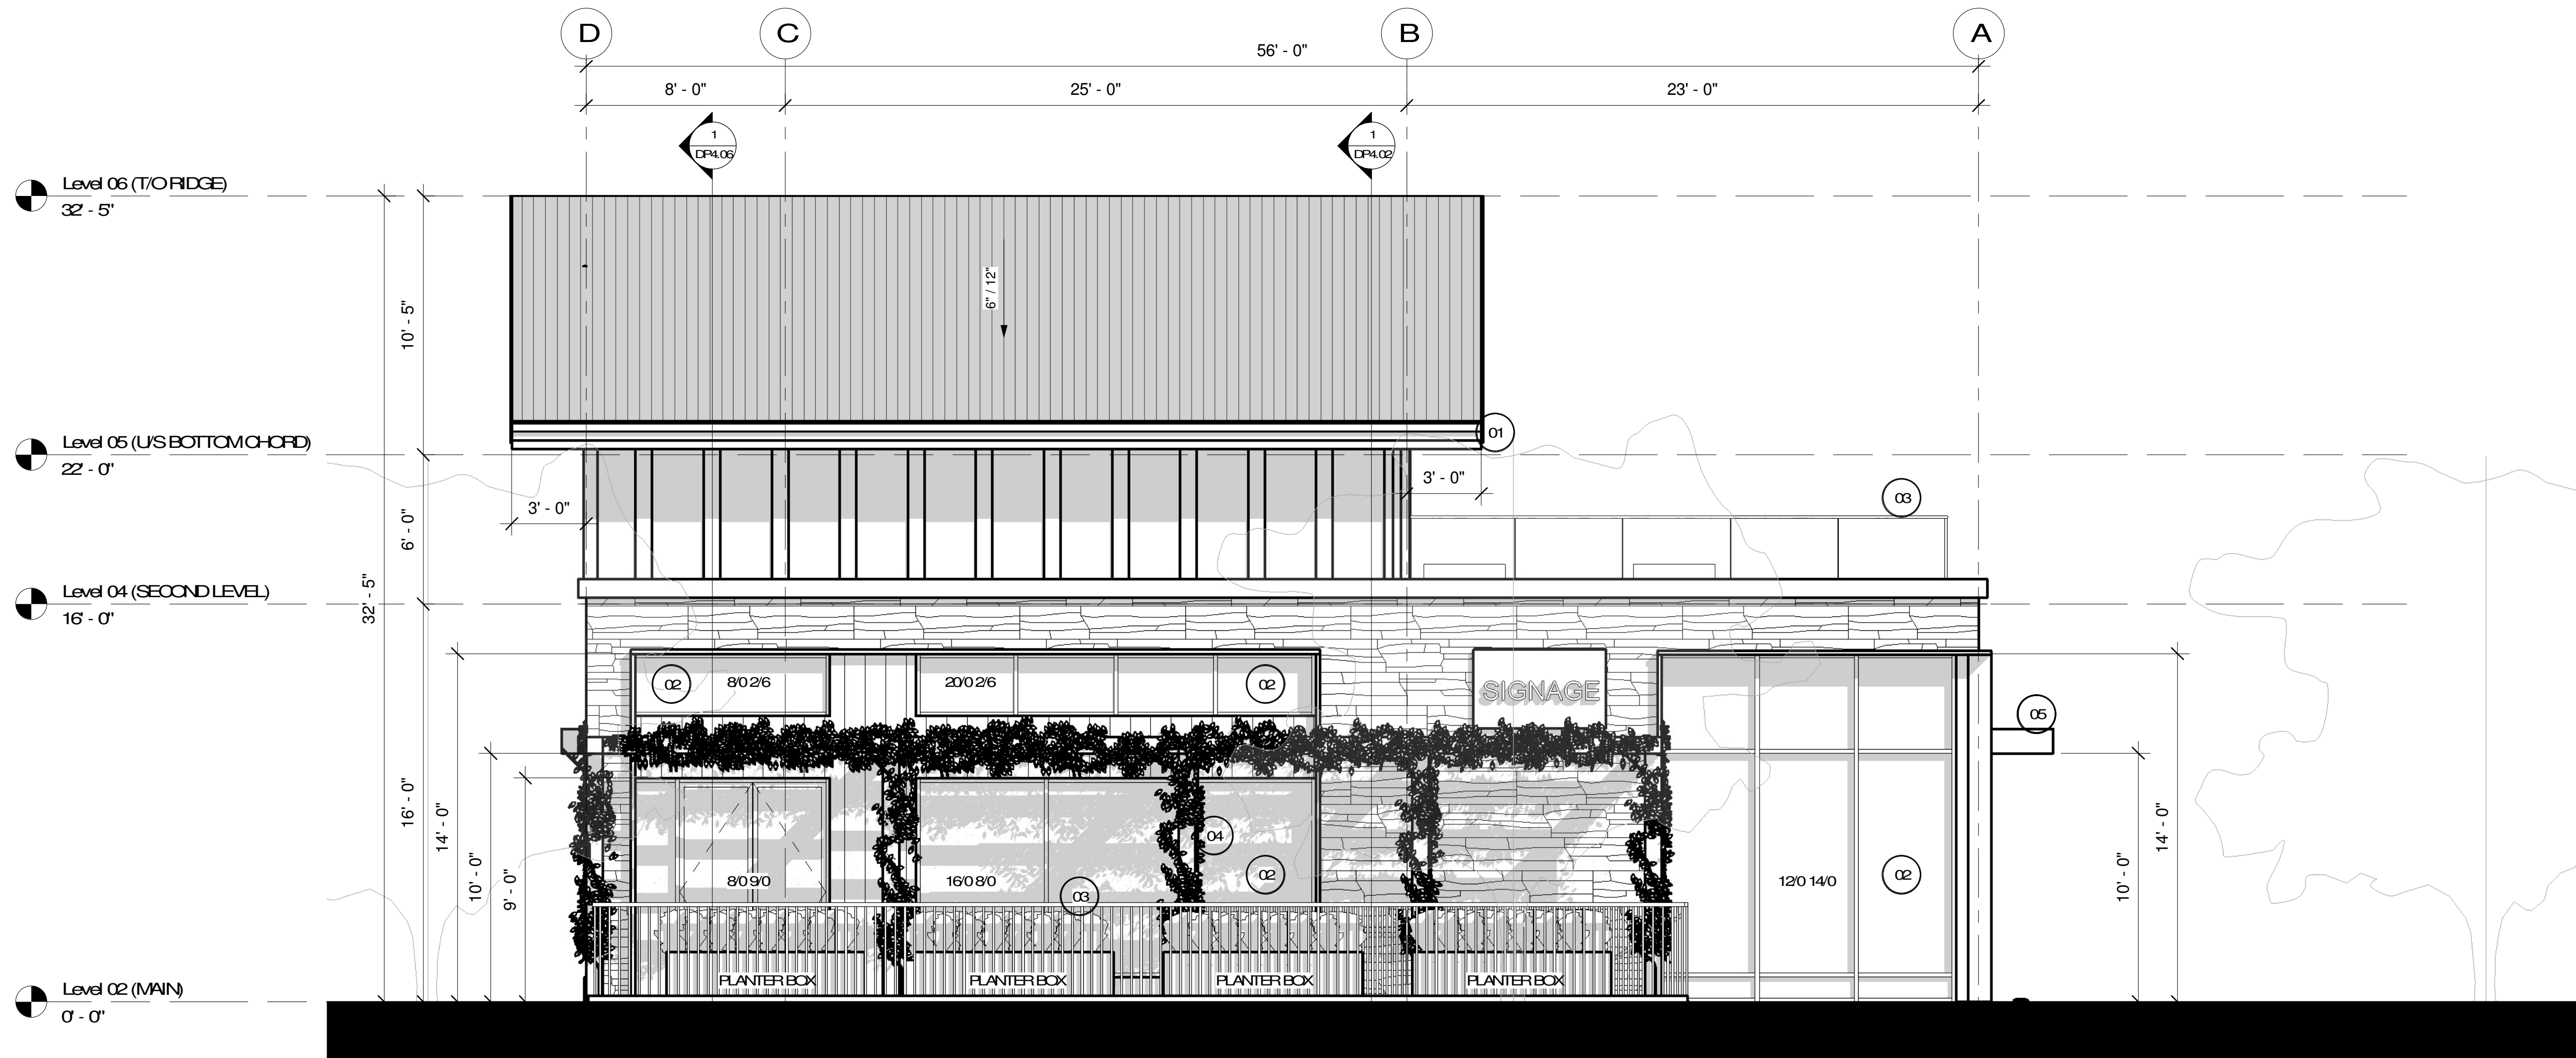 D
C
B
A
56' - 0"
8' - 0"
25' - 0"
23' - 0"
1
DP4.06
1
DP4.02
Level 06 (T/O RIDGE)
32' - 5"
6" / 12"
10' - 5"
01
Level 05 (U/S BOTTOM CHORD)
22' - 0"
3' - 0"
3' - 0"
03
6' - 0"
32' - 5"
Level 04 (SECOND LEVEL)
16' - 0"
02
8/0 2/6
20/0 2/6
02
SIGNAGE
05
16' - 0"
14' - 0"
10' - 0"
9' - 0"
04
8/0 9/0
16/0 8/0
03
02
12/0 14/0
02
10' - 0"
14' - 0"
PLANTER BOX
PLANTER BOX
PLANTER BOX
PLANTER BOX
Level 02 (MAIN)
0' - 0"